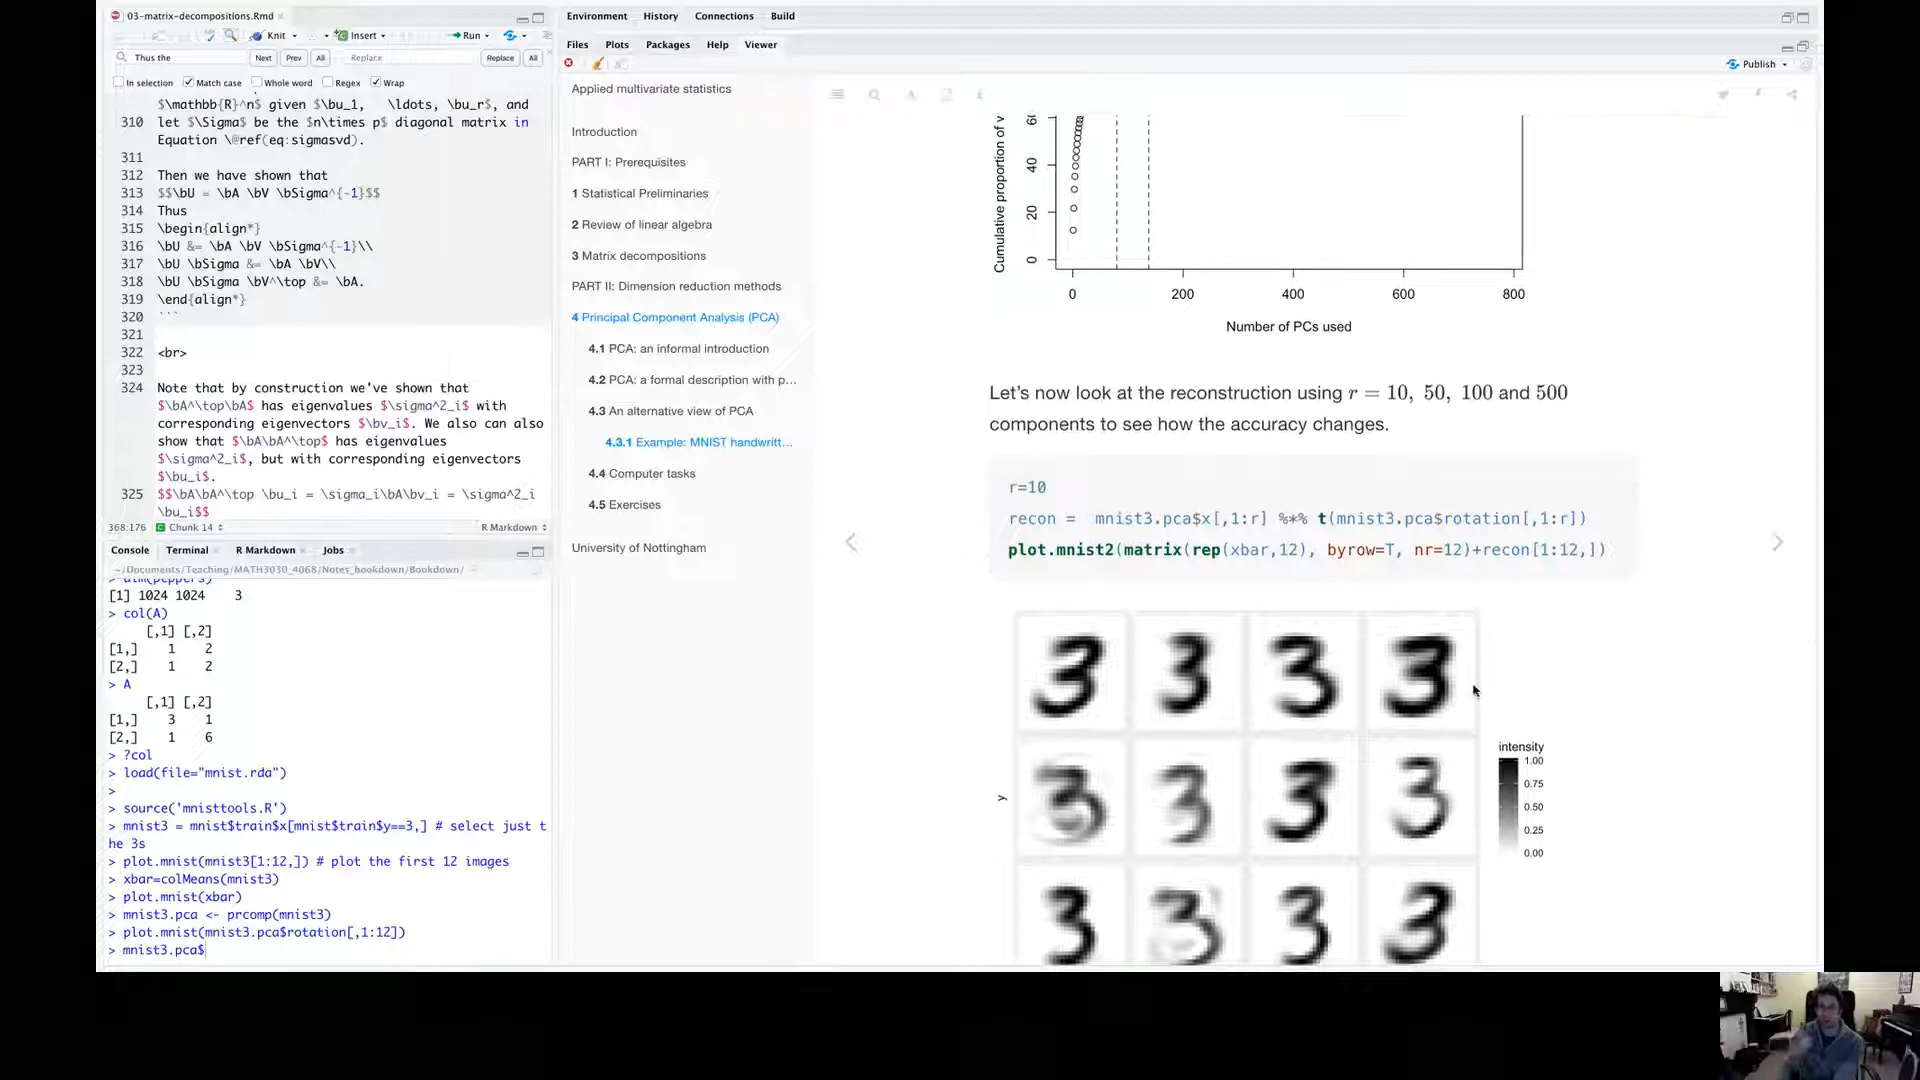 03-matrix-decompositions.Rmd
Knit
Insert
Run
Thus the
Next
Prev
All
Replace
Replace
All
In selection
Match case
Whole word
Regex
Wrap
$\mathbb{R}^n$ given $\bu_1, \ldots, \bu_r$, and
310 let $\Sigma$ be the $n\times p$ diagonal matrix in
Equation \@ref(eq:sigmasvd).
311
312 Then we have shown that
313 $$\bU = \bA \bV \bSigma^{-1}$$
314 Thus
315 \begin{align*}
316 \bU &= \bA \bV \bSigma^{-1}\\
317 \bU \bSigma &= \bA \bV\\
318 \bU \bSigma \bV^\top &= \bA.
319 \end{align*}
320 ```
321
322 <br>
323
324 Note that by construction we've shown that
$\bA^\top\bA$ has eigenvalues $\sigma^2_i$ with
corresponding eigenvectors $\bv_i$. We also can also
show that $\bA\bA^\top$ has eigenvalues
$\sigma^2_i$, but with corresponding eigenvectors
$\bu_i$.
325 $$\bA\bA^\top \bu_i = \sigma_i\bA\bv_i = \sigma^2_i
\bu_i$$
368:176
Chunk 14
R Markdown
Console
Terminal
R Markdown
Jobs
~/Documents/Teaching/MATH3030_4068/Notes_bookdown/Bookdown/
> dim(peppers)
[1] 1024 1024 3
> col(A)
[,1] [,2]
[1,] 1 2
[2,] 1 2
> A
[,1] [,2]
[1,] 3 1
[2,] 1 6
> ?col
> load(file="mnist.rda")
>
> source('mnisttools.R')
> mnist3 = mnist$train$x[mnist$train$y==3,] # select just t
he 3s
> plot.mnist(mnist3[1:12,]) # plot the first 12 images
> xbar=colMeans(mnist3)
> plot.mnist(xbar)
> mnist3.pca <- prcomp(mnist3)
> plot.mnist(mnist3.pca$rotation[,1:12])
> mnist3.pca$
Environment
History
Connections
Build
Files
Plots
Packages
Help
Viewer
Publish
Applied multivariate statistics
Introduction
PART I: Prerequisites
1 Statistical Preliminaries
2 Review of linear algebra
3 Matrix decompositions
PART II: Dimension reduction methods
4 Principal Component Analysis (PCA)
4.1 PCA: an informal introduction
4.2 PCA: a formal description with p...
4.3 An alternative view of PCA
4.3.1 Example: MNIST handwritt...
4.4 Computer tasks
4.5 Exercises
University of Nottingham
Cumulative proportion of v
60
40
20
0
0 200 400 600 800
Number of PCs used
Let's now look at the reconstruction using r = 10, 50, 100 and 500
components to see how the accuracy changes.
r=10
recon = mnist3.pca$x[,1:r] %*% t(mnist3.pca$rotation[,1:r])
plot.mnist2(matrix(rep(xbar,12), byrow=T, nr=12)+recon[1:12,])
3 3 3 3
3 3 3 3
3 3 3 3
y
intensity
1.00
0.75
0.50
0.25
0.00